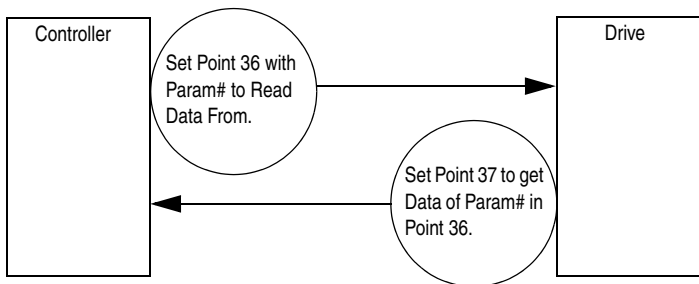 Controller
Drive
Set Point 36 with
Param# to Read
Data From.
Set Point 37 to get
Data of Param# in
Point 36.